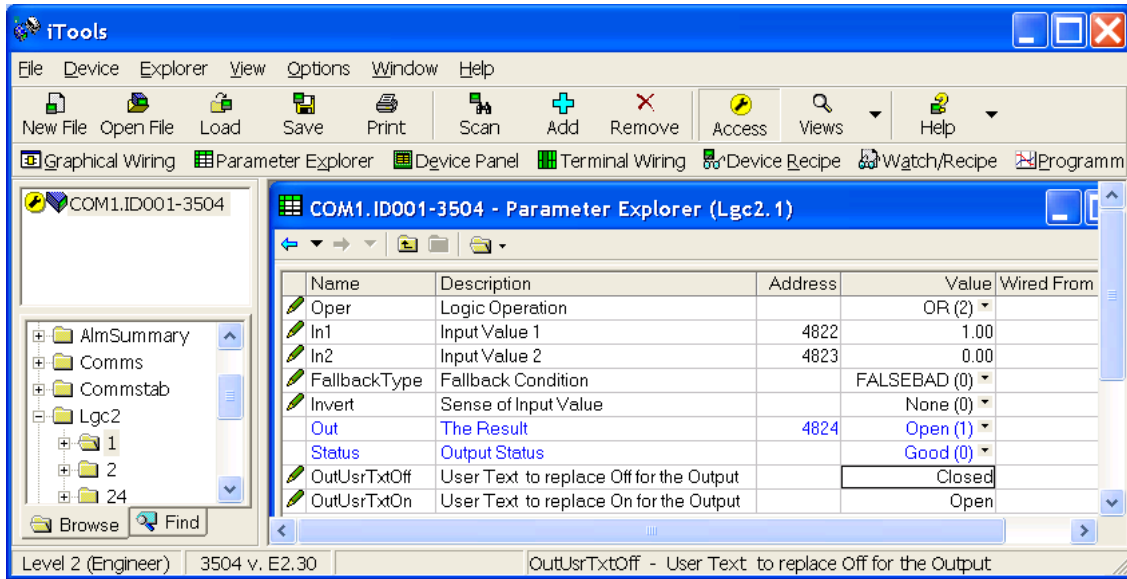 iTools
File Device Explorer View Options Window Help
New File Open File Load Save Print Scan Add Remove Access Views Help
Graphical Wiring Parameter Explorer Device Panel Terminal Wiring Device Recipe Watch/Recipe Programm
COM1.ID001-3504
AlmSummary
Comms
Commstab
Lgc2
1
2
24
Browse Find
COM1.ID001-3504 - Parameter Explorer (Lgc2.1)
Name Description Address Value Wired From
Oper Logic Operation OR (2)
In1 Input Value 1 4822 1.00
In2 Input Value 2 4823 0.00
FallbackType Fallback Condition FALSEBAD (0)
Invert Sense of Input Value None (0)
Out The Result 4824 Open (1)
Status Output Status Good (0)
OutUsrTxtOff User Text to replace Off for the Output Closed
OutUsrTxtOn User Text to replace On for the Output Open
Level 2 (Engineer) 3504 v. E2.30 OutUsrTxtOff - User Text to replace Off for the Output